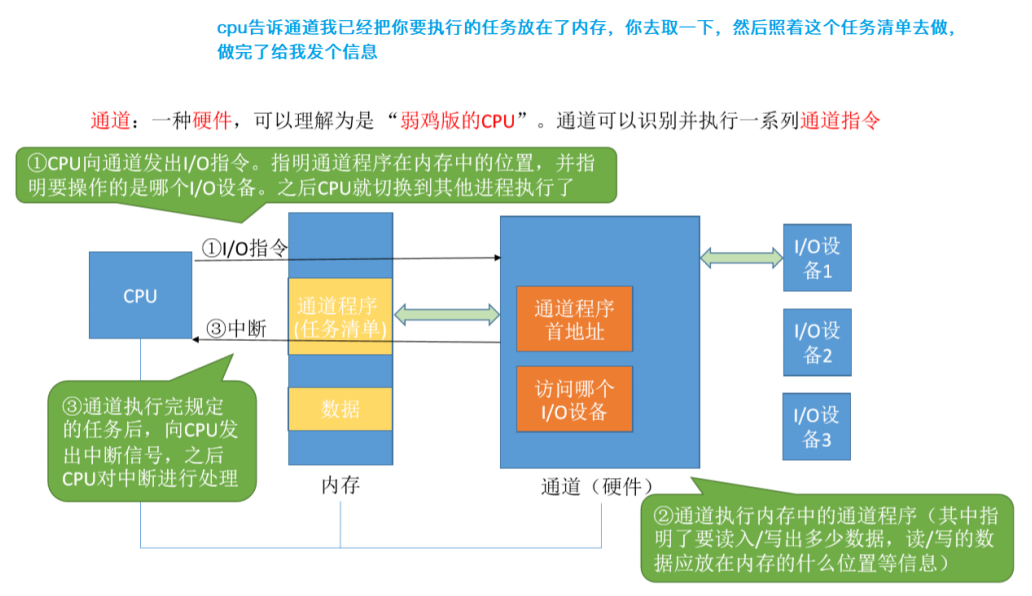 cpu告诉通道我已经把你要执行的任务放在了内存，你去取一下，然后照着这个任务清单去做，
做完了给我发个信息
通道：一种硬件，可以理解为是“弱鸡版的CPU”。通道可以识别并执行一系列通道指令
①CPU向通道发出I/O指令。指明通道程序在内存中的位置，并指
明要操作的是哪个I/O设备。之后CPU就切换到其他进程执行了
①I/O指令
CPU
通道程序
(任务清单)
③中断
数据
内存
通道程序
首地址
访问哪个
I/O设备
通道（硬件）
I/O设
备1
I/O设
备2
I/O设
备3
③通道执行完规定
的任务后，向CPU发
出中断信号，之后
CPU对中断进行处理
②通道执行内存中的通道程序（其中指
明了要读入/写出多少数据，读/写的数
据应放在内存的什么位置等信息）